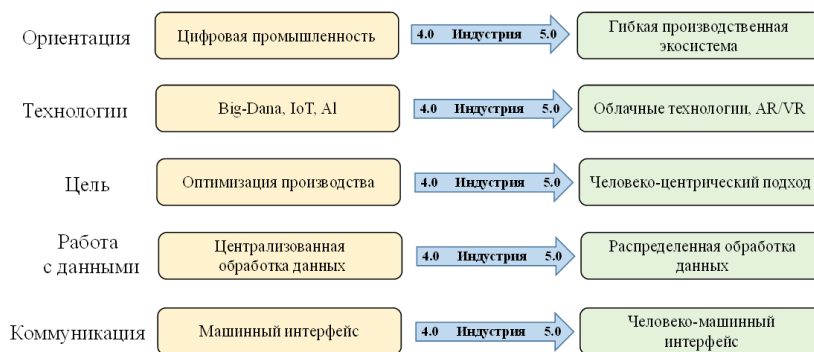 Ориентация
Цифровая промышленность
4.0 Индустрия 5.0
Гибкая производственная
экосистема
Технологии
Big-Dana, IoT, AI
4.0 Индустрия 5.0
Облачные технологии, AR/VR
Цель
Оптимизация производства
4.0 Индустрия 5.0
Человеко-центрический подход
Работа
с данными
Централизованная
обработка данных
4.0 Индустрия 5.0
Распределенная обработка
данных
Коммуникация
Машинный интерфейс
4.0 Индустрия 5.0
Человеко-машинный
интерфейс